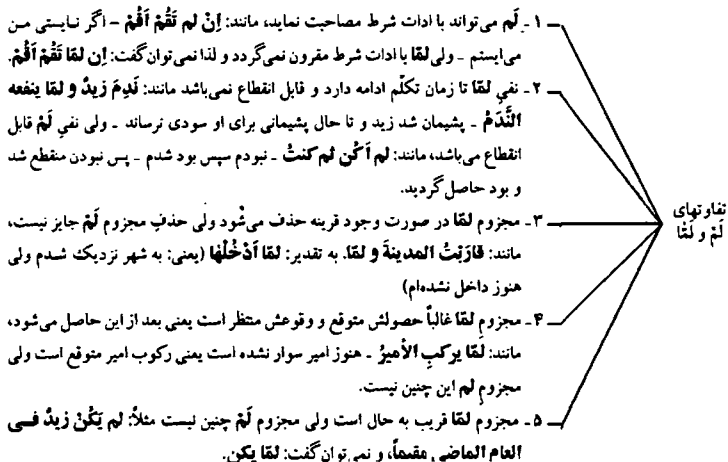 ۱ - لَم می‌تواند با ادات شرط مصاحبت نماید، مانند: إنْ لم تَقُمْ أَقُمْ - اگر نایستی من
می‌ایستم - ولی لمّا با ادات شرط مقرون نمی‌گردد و لذا نمی‌توان گفت: إن لمّا تَقُمْ أَقُمْ.
۲ - نفی لمّا تا زمان تکلّم ادامه دارد و قابل انقطاع نمی‌باشد مانند: نَدِمَ زیدٌ و لمّا ینفعه
النَّدَمُ - پشیمان شد زید و تا حال پشیمانی برای او سودی نرساند - ولی نفی لَمْ قابل
انقطاع می‌باشد، مانند: لم أکُن ثم کنتُ - نبودم سپس بود شدم - پس نبودن منقطع شد
و بود حاصل گردید.
تفاوتهای
لَمْ و لَمّا
۳ - مجزوم لمّا در صورت وجود قرینه حذف می‌شود ولی حذفِ مجزوم لَمْ جایز نیست،
مانند: قارَبْتُ المدینةَ و لمّا. به تقدیر: لمّا أدْخُلْها (یعنی: به شهر نزدیک شدم ولی
هنوز داخل نشده‌ام)
۴ - مجزومِ لمّا غالباً حصولش متوقع و وقوعش منتظر است یعنی بعد از این حاصل می‌شود،
مانند: لمّا یرکبِ الأمیرُ - هنوز امیر سوار نشده است یعنی رکوب امیر متوقع است ولی
مجزوم لم این چنین نیست.
۵ - مجزوم لمّا قریب به حال است ولی مجزوم لَمْ چنین نیست مثلاً: لم یَکُنْ زیدٌ فی
العام الماضی مقیماً، و نمی‌توان گفت: لمّا یکن.